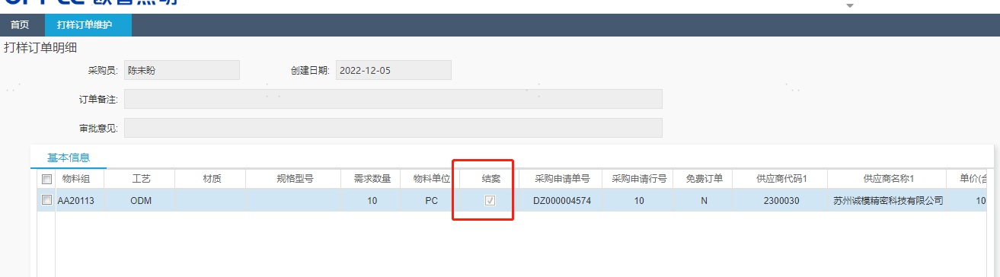 首页 打样订单维护
打样订单明细
采购员: 陈未盼 创建日期: 2022-12-05
订单备注:
审批意见:
基本信息
物料组 工艺 材质 规格型号 需求数量 物料单位 结案 采购申请单号 采购申请行号 免费订单 供应商代码1 供应商名称1 单价(含
AA20113 ODM 10 PC DZ000004574 10 N 2300030 苏州诚模精密科技有限公司 10